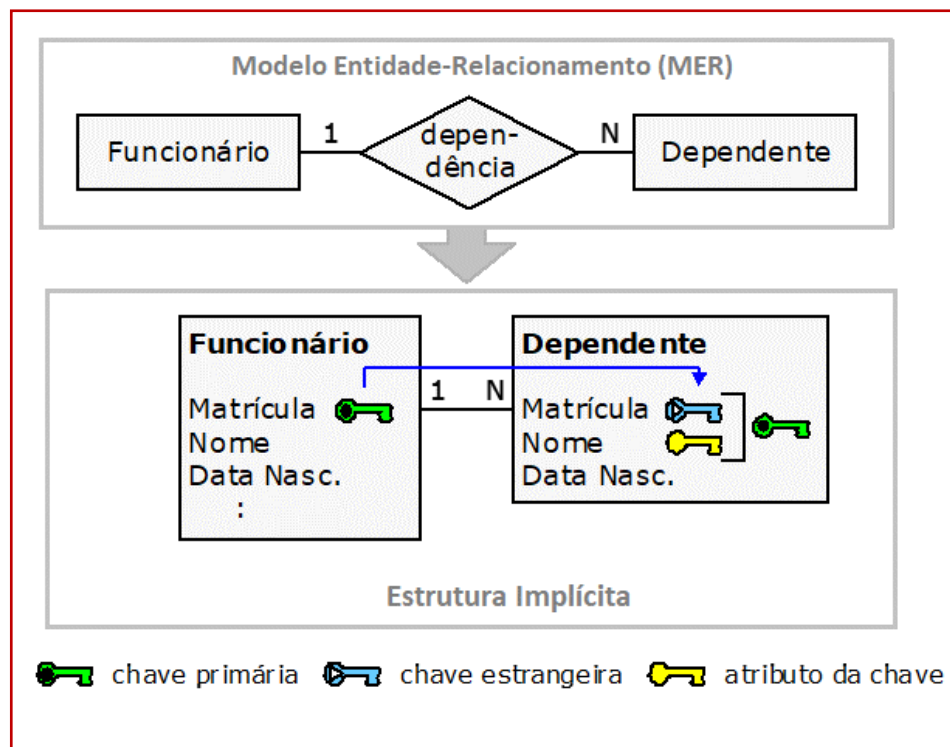 Modelo Entidade-Relacionamento (MER)
Funcionário
1
depen-
dência
N
Dependente
Funcionário
Matrícula
Nome
Data Nasc.
:
1 N
Dependente
Matrícula
Nome
Data Nasc.
Estrutura Implícita
chave primária chave estrangeira atributo da chave